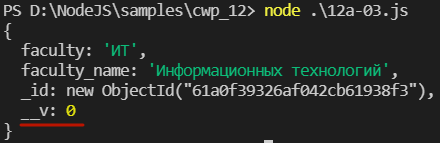 PS D:\NodeJS\samples\cwp_12> node .\12a-03.js
{
  faculty: 'ИТ',
  faculty_name: 'Информационных технологий',
  _id: new ObjectId("61a0f39326af042cb61938f3"),
  __v: 0
}